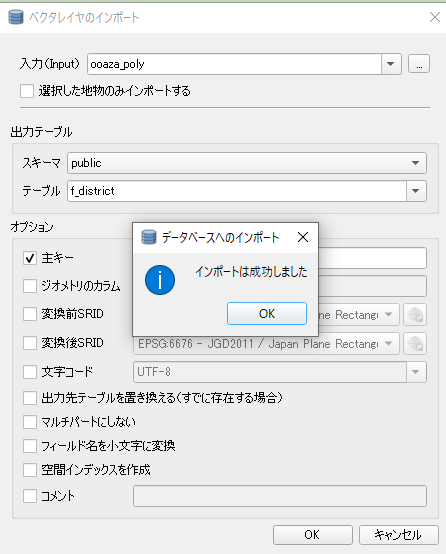 ベクタレイヤのインポート
入力(Input) ooaza_poly ...
選択した地物のみインポートする
出力テーブル
スキーマ public
テーブル f_district
オプション
データベースへのインポート
インポートは成功しました
OK
主キー
ジオメトリのカラム
変換前SRID Plane Rectangu
変換後SRID EPSG:6676 - JGD2011 / Japan Plane Rectangu
文字コード UTF-8
出力先テーブルを置き換える(すでに存在する場合)
マルチパートにしない
フィールド名を小文字に変換
空間インデックスを作成
コメント
OK キャンセル